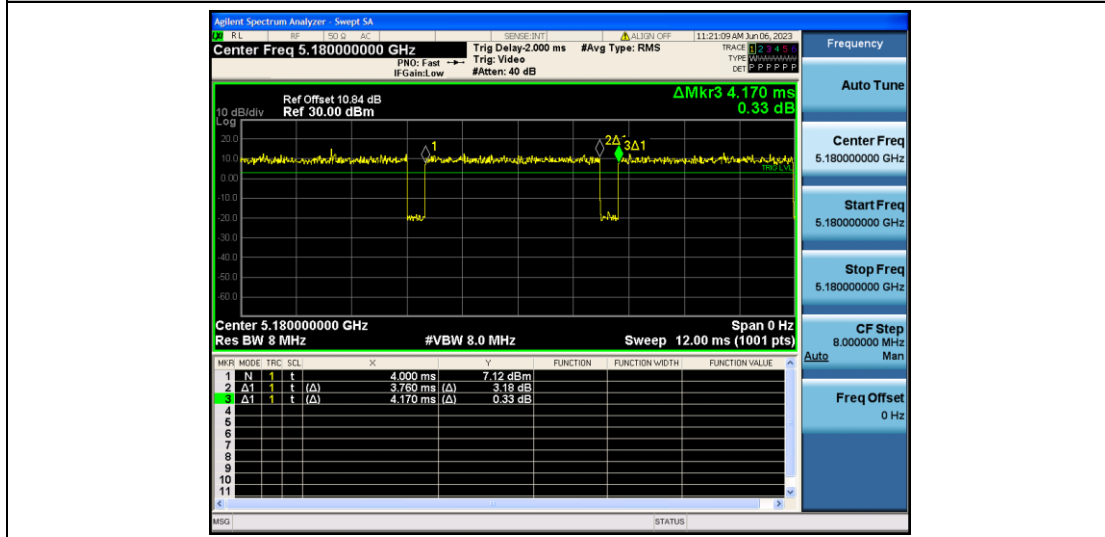 Agilent Spectrum Analyzer - Swept SA
RL RF 50 Ω AC SENSE:INT ALIGN OFF 11:21:09 AM Jun 06, 2023
Center Freq 5.180000000 GHz
PNO: Fast
IFGain:Low
Trig Delay-2.000 ms
Trig: Video
#Atten: 40 dB
#Avg Type: RMS
TRACE 1 2 3 4 5 6
TYPE
DET P P P P P P
ΔMkr3 4.170 ms
0.33 dB
Ref Offset 10.84 dB
10 dB/div Ref 30.00 dBm
Log
20.0
10.0
0.00
-10.0
-20.0
-30.0
-40.0
-50.0
-60.0
1
2Δ1
3Δ1
TRIG LVL
Center 5.180000000 GHz Span 0 Hz
Res BW 8 MHz #VBW 8.0 MHz Sweep 12.00 ms (1001 pts)
MKR MODE TRC SCL X Y FUNCTION FUNCTION WIDTH FUNCTION VALUE
1 N 1 t 4.000 ms 7.12 dBm
2 Δ1 1 t (Δ) 3.760 ms (Δ) 3.18 dB
3 Δ1 1 t (Δ) 4.170 ms (Δ) 0.33 dB
4
5
6
7
8
9
10
11
MSG STATUS
Frequency
Auto Tune
Center Freq
5.180000000 GHz
Start Freq
5.180000000 GHz
Stop Freq
5.180000000 GHz
CF Step
8.000000 MHz
Auto Man
Freq Offset
0 Hz